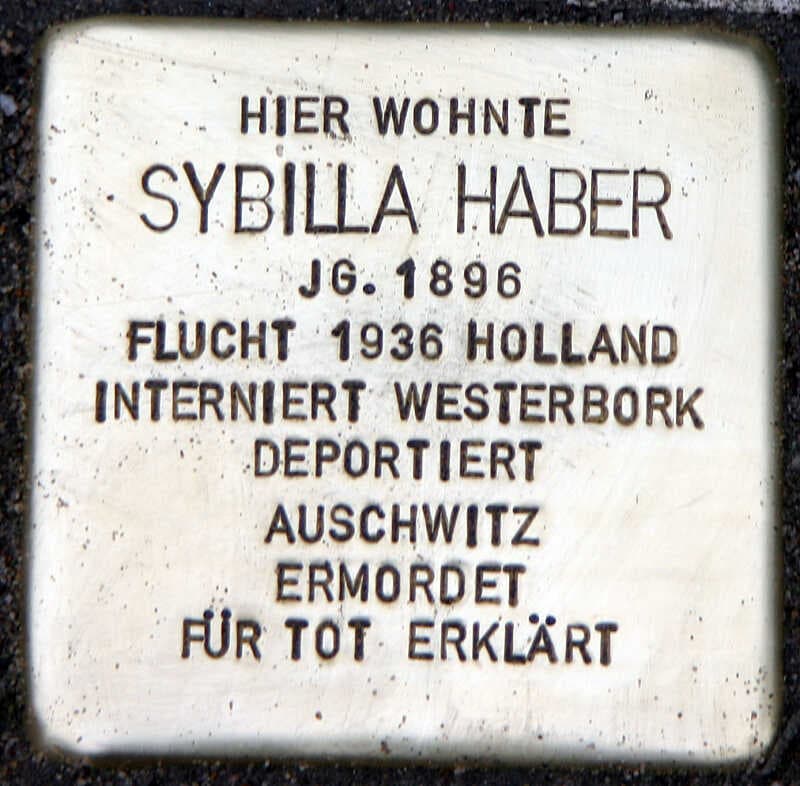 HIER WOHNTE
SYBILLA HABER
JG. 1896
FLUCHT 1936 HOLLAND
INTERNIERT WESTERBORK
DEPORTIERT
AUSCHWITZ
ERMORDET
FÜR TOT ERKLÄRT